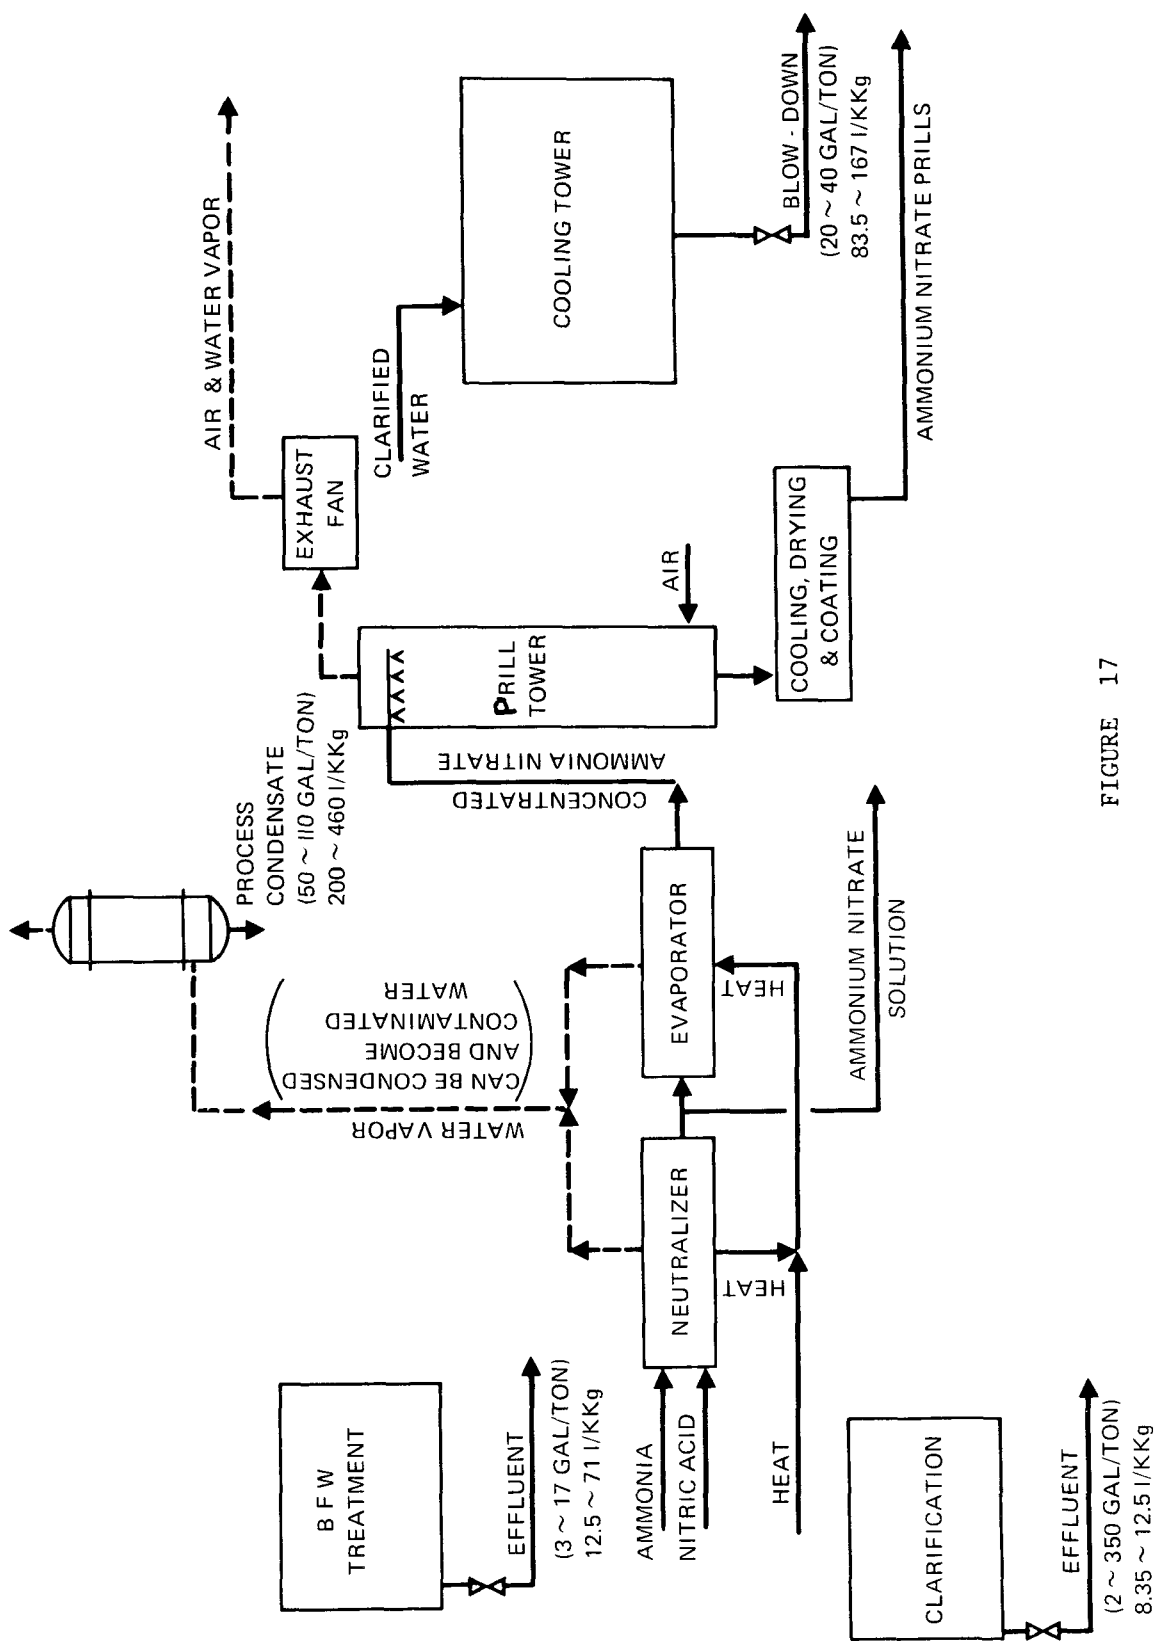 B F W
TREATMENT
EFFLUENT
(3 ~ 17 GAL/TON)
12.5 ~ 71 l/KKg
AMMONIA
NITRIC ACID
HEAT
CLARIFICATION
EFFLUENT
(2 ~ 350 GAL/TON)
8.35 ~ 12.5 l/KKg
NEUTRALIZER
HEAT
WATER VAPOR
(CAN BE CONDENSED
AND BECOME
CONTAMINATED
WATER)
EVAPORATOR
HEAT
AMMONIUM NITRATE
SOLUTION
PROCESS
CONDENSATE
(50 ~ 110 GAL/TON)
200 ~ 460 l/KKg
CONCENTRATED
AMMONIA NITRATE
PRILL
TOWER
AIR
EXHAUST
FAN
AIR & WATER VAPOR
COOLING, DRYING
& COATING
AMMONIUM NITRATE PRILLS
CLARIFIED
WATER
COOLING TOWER
BLOW - DOWN
(20 ~ 40 GAL/TON)
83.5 ~ 167 l/KKg
FIGURE 17